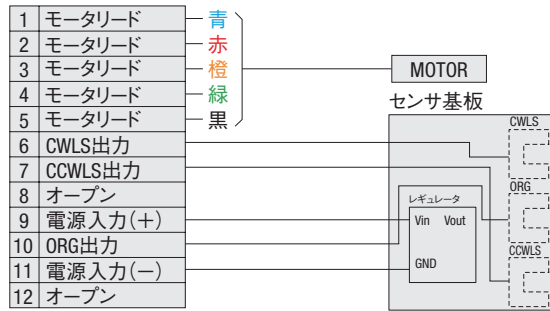 1 モータリード 青
2 モータリード 赤
3 モータリード 橙
4 モータリード 緑
5 モータリード 黒
6 CWLS出力
7 CCWLS出力
8 オープン
9 電源入力(＋)
10 ORG出力
11 電源入力(－)
12 オープン
MOTOR
センサ基板
CWLS
ORG
CCWLS
レギュレータ
Vin Vout
GND